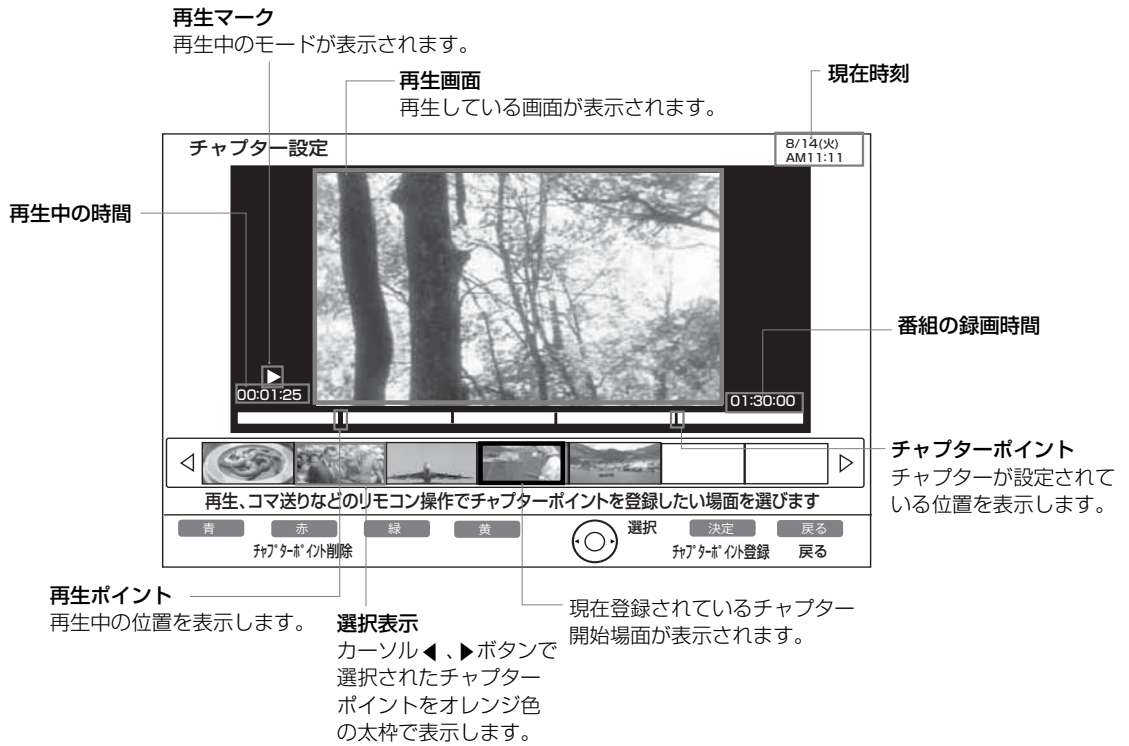 再生マーク
再生中のモードが表示されます。
再生画面
再生している画面が表示されます。
現在時刻
チャプター設定
8/14(火)
AM11:11
再生中の時間
番組の録画時間
00:01:25
01:30:00
チャプターポイント
チャプターが設定されて
いる位置を表示します。
再生、コマ送りなどのリモコン操作でチャプターポイントを登録したい場面を選びます
青 赤 緑 黄 選択 決定 戻る
ﾁｬﾌﾟﾀｰﾎﾟｲﾝﾄ削除 ﾁｬﾌﾟﾀｰﾎﾟｲﾝﾄ登録 戻る
再生ポイント
再生中の位置を表示します。
選択表示
カーソル◀、▶ボタンで
選択されたチャプター
ポイントをオレンジ色
の太枠で表示します。
現在登録されているチャプター
開始場面が表示されます。